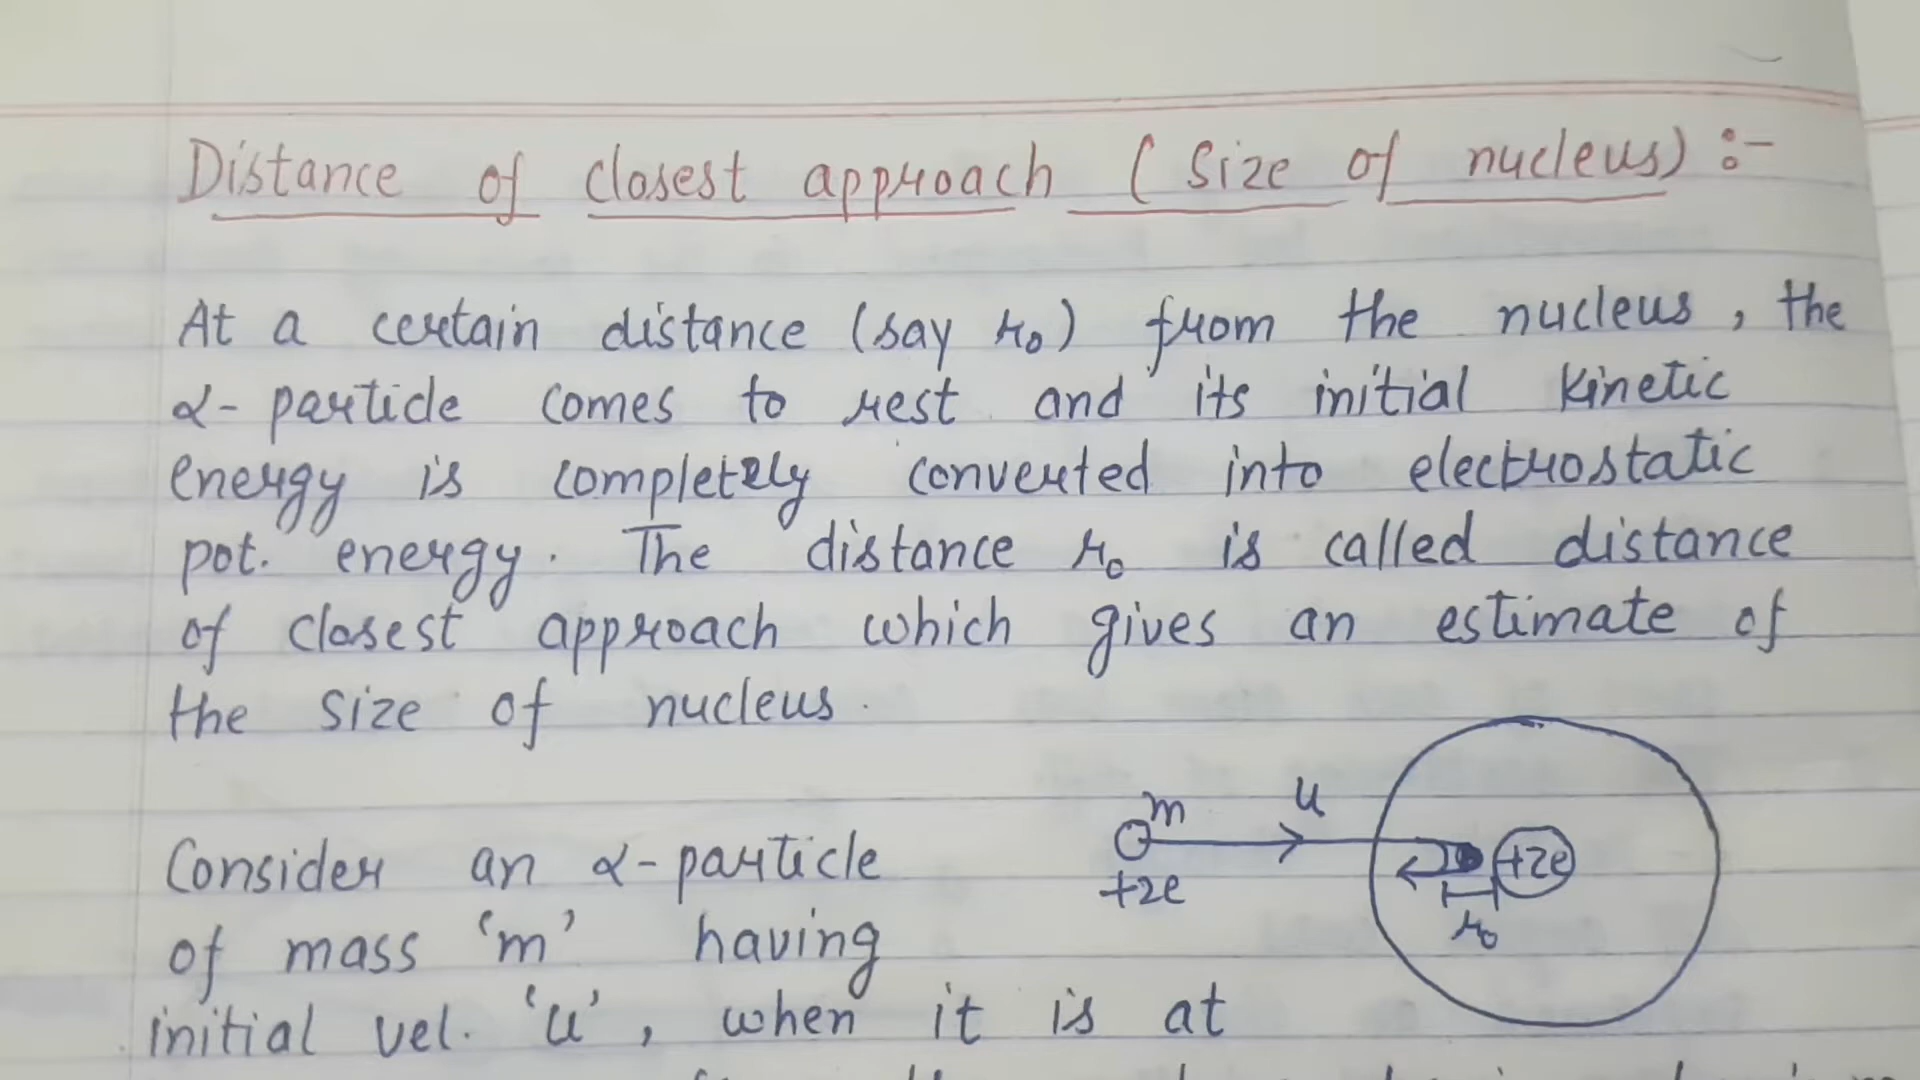 Distance of closest approach (Size of nucleus) :-
At a certain distance (say r₀) from the nucleus, the
α-particle comes to rest and its initial kinetic
energy is completely converted into electrostatic
pot. energy. The distance r₀ is called distance
of closest approach which gives an estimate of
the size of nucleus.
m
u
+2e
+Ze
r₀
Consider an α-particle
of mass 'm' having
initial vel. 'u', when it is at